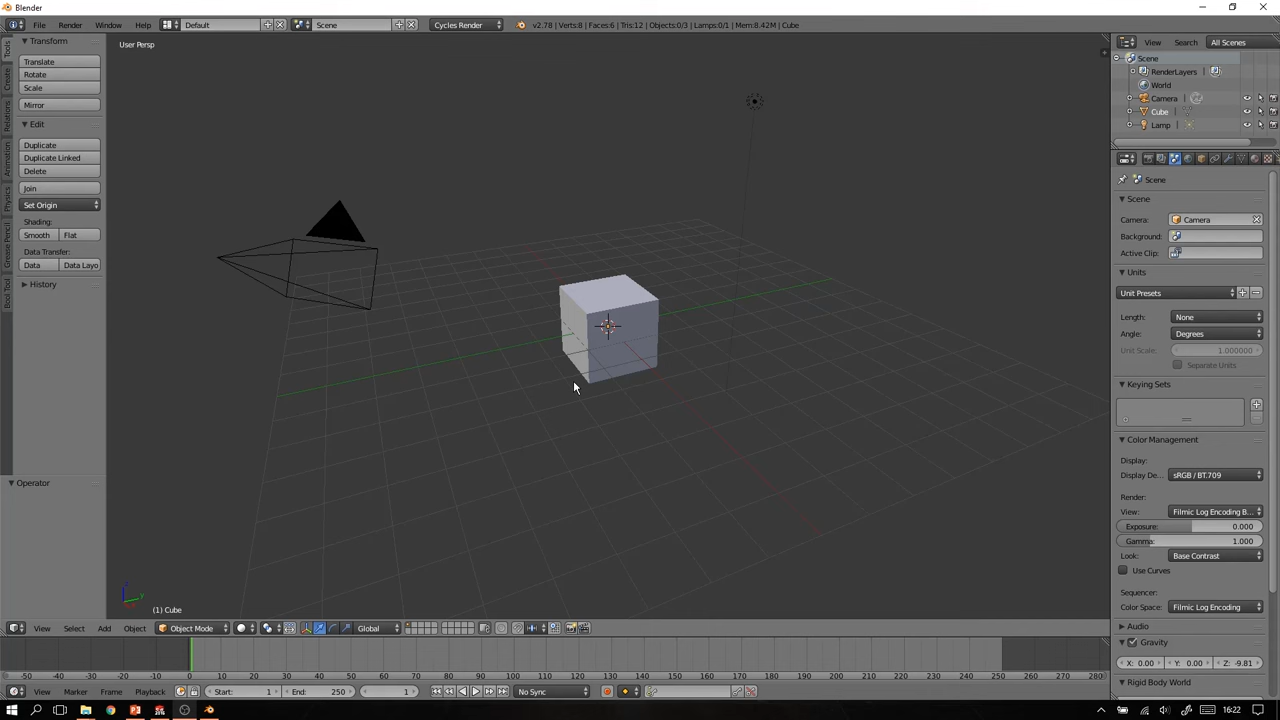 Blender
File Render Window Help Default Scene Cycles Render v2.78 | Verts:8 | Faces:6 | Tris:12 | Objects:0/3 | Lamps:0/1 | Mem:8.42M | Cube
Tools
Create
Relations
Animation
Physics
Grease Pencil
Bool Tool
Transform
Translate
Rotate
Scale
Mirror
Edit
Duplicate
Duplicate Linked
Delete
Join
Set Origin
Shading:
Smooth Flat
Data Transfer:
Data Data Layo
History
Operator
User Persp
(1) Cube
View Select Add Object Object Mode Global
-50 -40 -30 -20 -10 0 10 20 30 40 50 60 70 80 90 100 110 120 130 140 150 160 170 180 190 200 210 220 230 240 250 260 270 280
View Marker Frame Playback Start: 1 End: 250 1 No Sync
View Search All Scenes
Scene
RenderLayers |
World
Camera |
Cube |
Lamp |
Scene
Scene
Camera: Camera
Background:
Active Clip:
Units
Unit Presets
Length: None
Angle: Degrees
Unit Scale: 1.000000
Separate Units
Keying Sets
Color Management
Display:
Display De... sRGB / BT.709
Render:
View: Filmic Log Encoding B...
Exposure: 0.000
Gamma: 1.000
Look: Base Contrast
Use Curves
Sequencer:
Color Space: Filmic Log Encoding
Audio
Gravity
X: 0.00 Y: 0.00 Z: -9.81
Rigid Body World
16:22